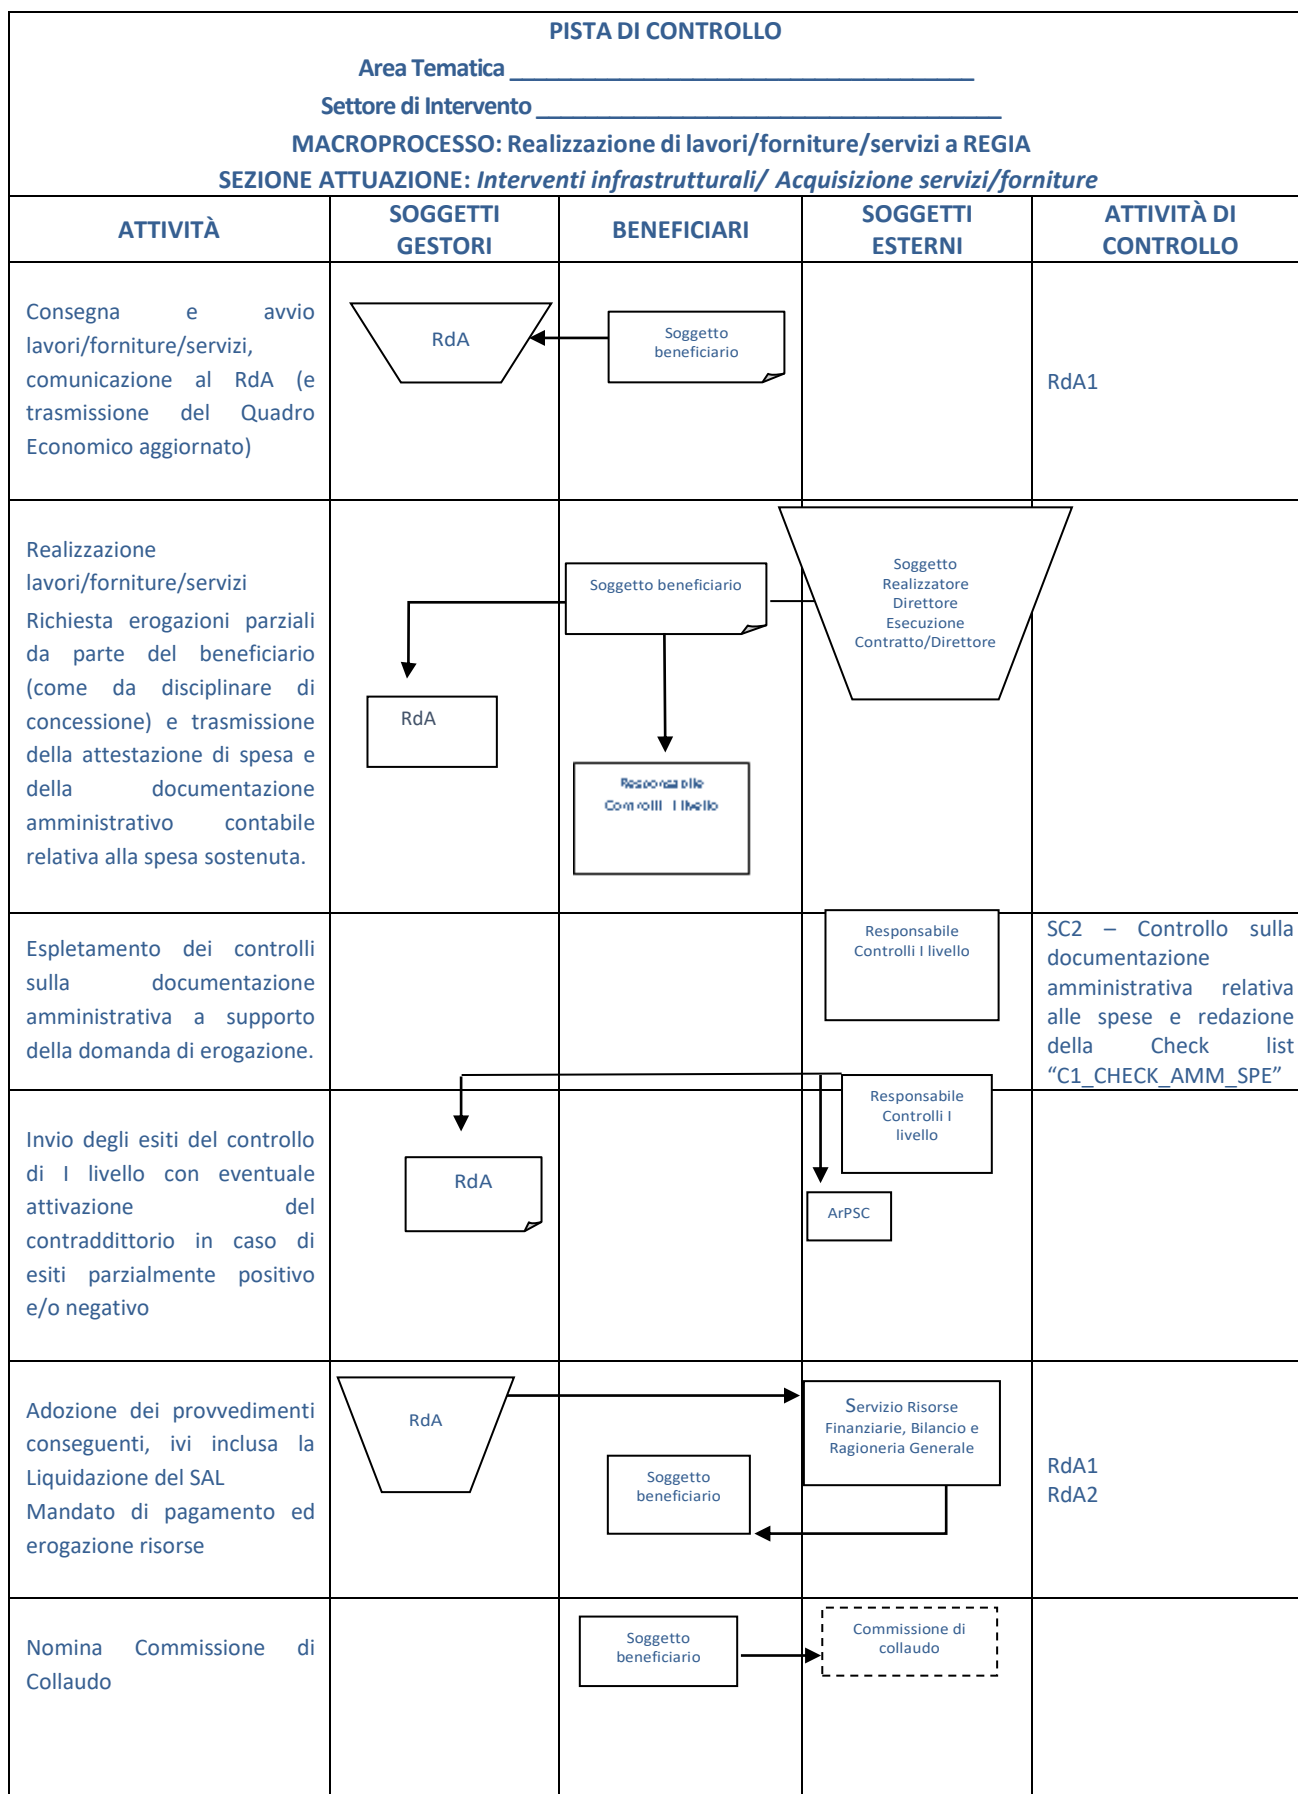 PISTA DI CONTROLLO
Area Tematica ______________________________________
Settore di Intervento ______________________________________
MACROPROCESSO: Realizzazione di lavori/forniture/servizi a REGIA
SEZIONE ATTUAZIONE: Interventi infrastrutturali/ Acquisizione servizi/forniture
ATTIVITÀ
SOGGETTI
GESTORI
BENEFICIARI
SOGGETTI
ESTERNI
ATTIVITÀ DI
CONTROLLO
Consegna e avvio
lavori/forniture/servizi,
comunicazione al RdA (e
trasmissione del Quadro
Economico aggiornato)
RdA
Soggetto
beneficiario
RdA1
Realizzazione
lavori/forniture/servizi
Richiesta erogazioni parziali
da parte del beneficiario
(come da disciplinare di
concessione) e trasmissione
della attestazione di spesa e
della documentazione
amministrativo contabile
relativa alla spesa sostenuta.
RdA
Soggetto beneficiario
Responsabile
Controlli I livello
Soggetto
Realizzatore
Direttore
Esecuzione
Contratto/Direttore
Espletamento dei controlli
sulla documentazione
amministrativa a supporto
della domanda di erogazione.
Responsabile
Controlli I livello
SC2 – Controllo sulla
documentazione
amministrativa relativa
alle spese e redazione
della Check list
“C1_CHECK_AMM_SPE”
Invio degli esiti del controllo
di I livello con eventuale
attivazione del
contraddittorio in caso di
esiti parzialmente positivo
e/o negativo
RdA
Responsabile
Controlli I
livello
ArPSC
Adozione dei provvedimenti
conseguenti, ivi inclusa la
Liquidazione del SAL
Mandato di pagamento ed
erogazione risorse
RdA
Soggetto
beneficiario
Servizio Risorse
Finanziarie, Bilancio e
Ragioneria Generale
RdA1
RdA2
Nomina Commissione di
Collaudo
Soggetto
beneficiario
Commissione di
collaudo